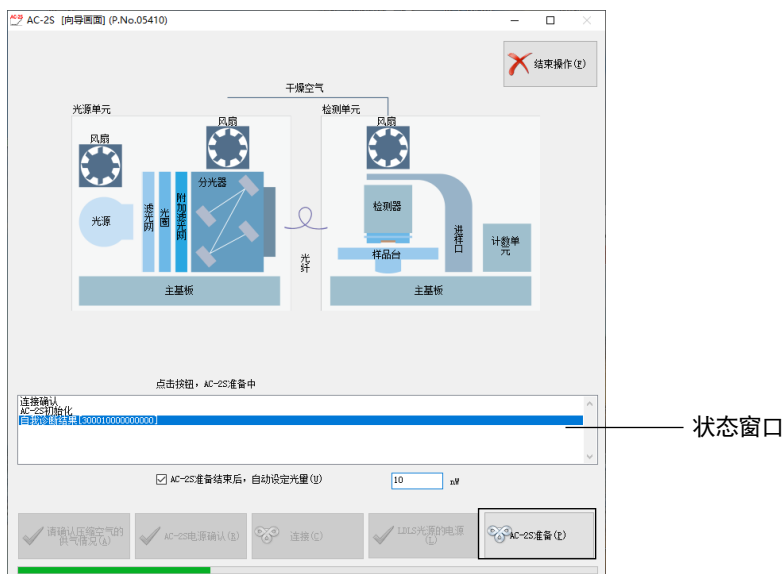 AC-2S [向导画面] (P.No.05410)
结束操作(E)
干燥空气
光源单元
检测单元
风扇
风扇
风扇
光源
滤光网
光圈
附加滤光网
分光器
光纤
检测器
样品台
进样口
计数单元
主基板
主基板
点击按钮，AC-2S准备中
连接确认
AC-2S初始化
自我诊断结果[300010000000000]
状态窗口
AC-2S准备结束后，自动设定光量(U)
10
nW
请确认压缩空气的
供气情况(A)
AC-2S电源确认(B)
连接(C)
LDLS光源的电源
(L)
AC-2S准备(P)